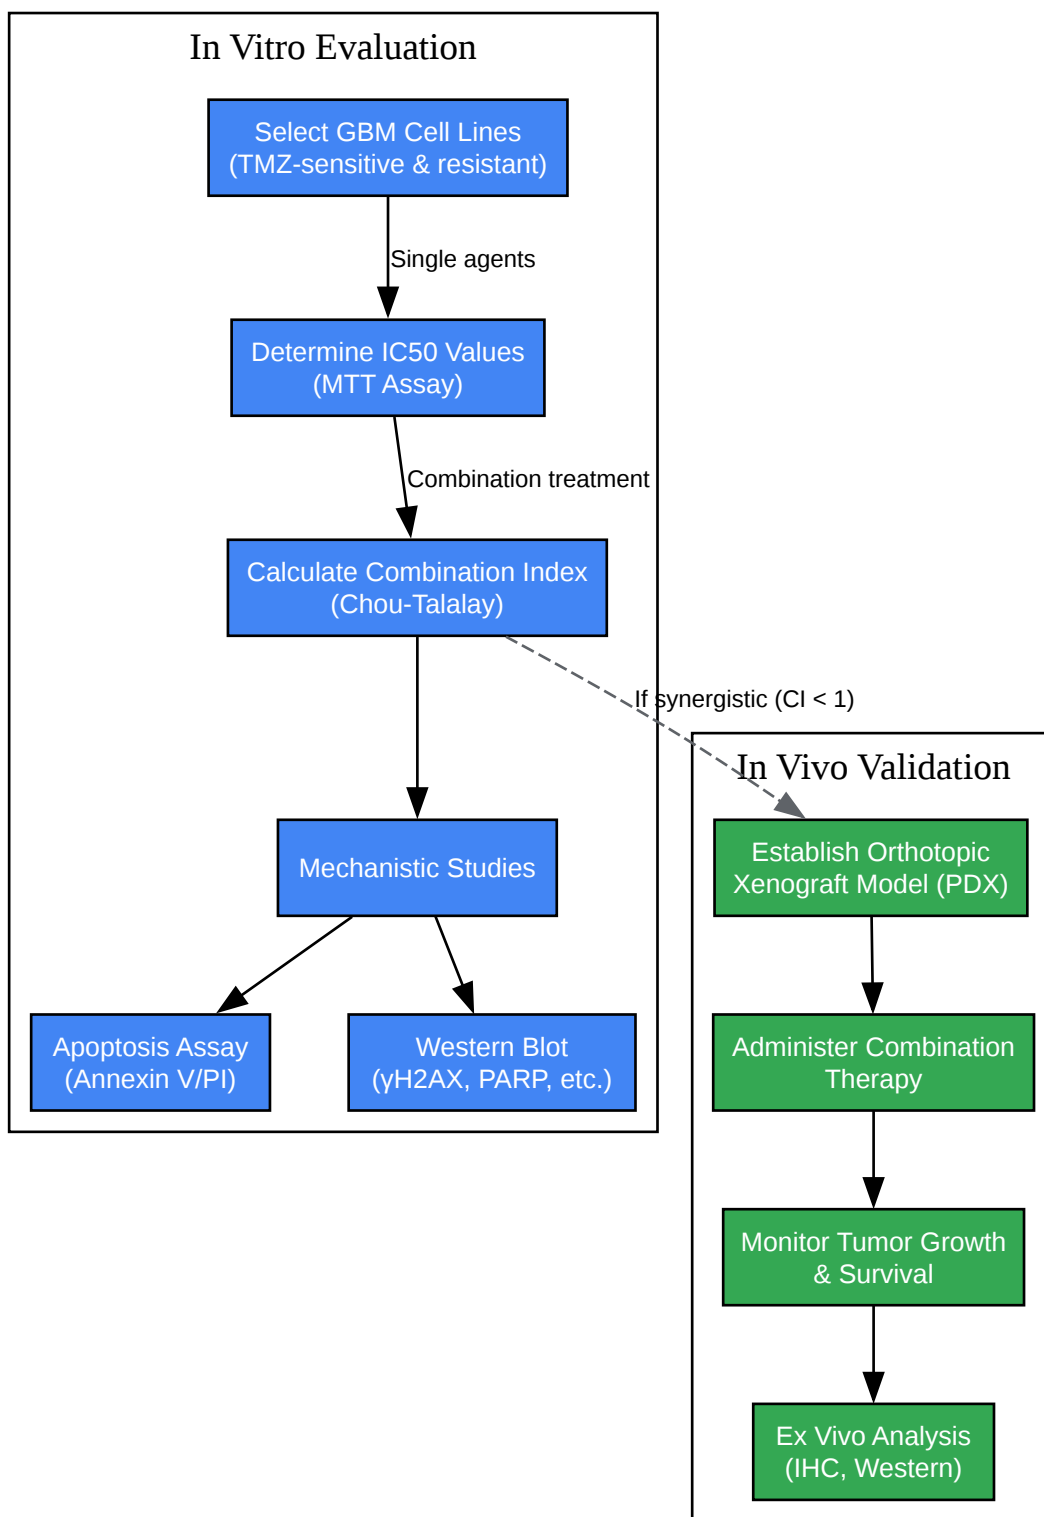 In Vitro Evaluation
Select GBM Cell Lines
(TMZ-sensitive & resistant)
Single agents
Determine IC50 Values
(MTT Assay)
Combination treatment
Calculate Combination Index
(Chou-Talalay)
If synergistic (CI < 1)
Mechanistic Studies
Apoptosis Assay
(Annexin V/PI)
Western Blot
(γH2AX, PARP, etc.)
In Vivo Validation
Establish Orthotopic
Xenograft Model (PDX)
Administer Combination
Therapy
Monitor Tumor Growth
& Survival
Ex Vivo Analysis
(IHC, Western)